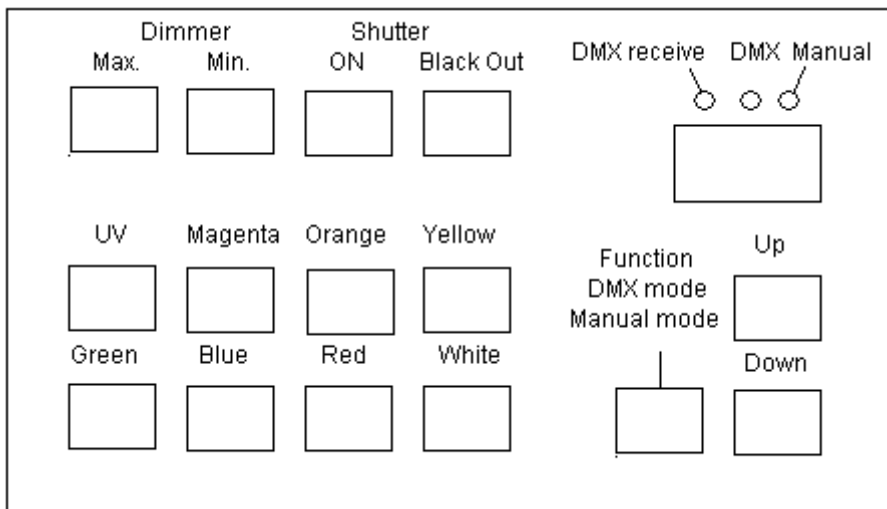 Dimmer Shutter
Max. Min. ON Black Out
DMX receive DMX Manual
UV Magenta Orange Yellow
Function
DMX mode
Manual mode
Up
Green Blue Red White
Down